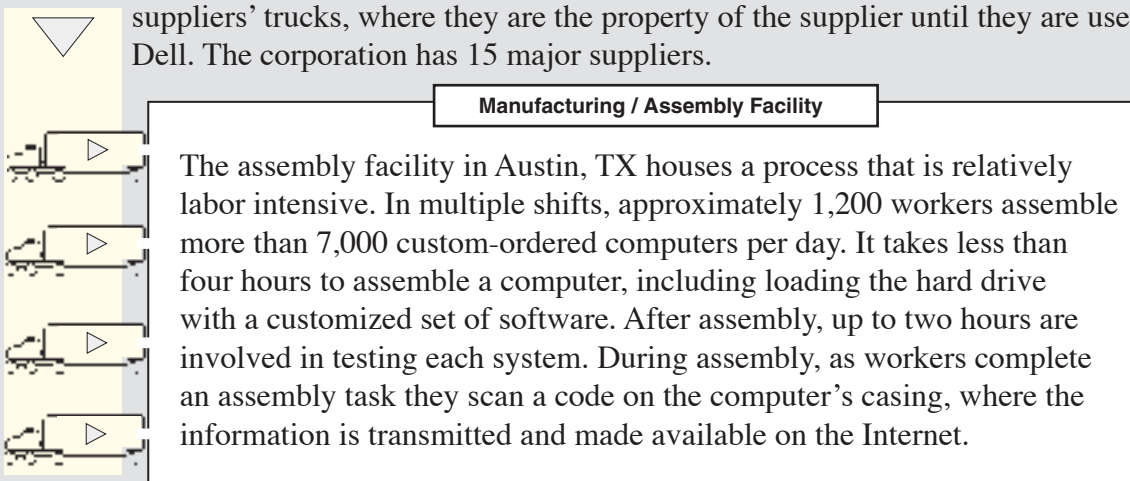 suppliers’ trucks, where they are the property of the supplier until they are use
Dell. The corporation has 15 major suppliers.
Manufacturing / Assembly Facility
The assembly facility in Austin, TX houses a process that is relatively
labor intensive. In multiple shifts, approximately 1,200 workers assemble
more than 7,000 custom-ordered computers per day. It takes less than
four hours to assemble a computer, including loading the hard drive
with a customized set of software. After assembly, up to two hours are
involved in testing each system. During assembly, as workers complete
an assembly task they scan a code on the computer’s casing, where the
information is transmitted and made available on the Internet.